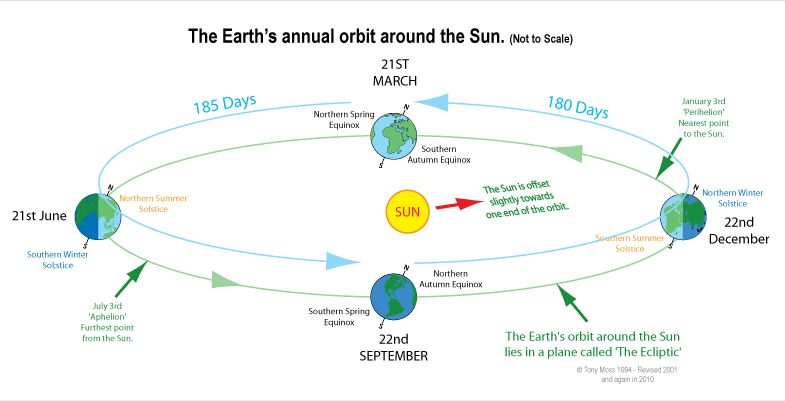 The Earth's annual orbit around the Sun. (Not to Scale)
21ST
MARCH
185 Days
180 Days
January 3rd
'Perihelion'
Nearest point
to the Sun.
N
Northern Spring
Equinox
Southern
Autumn Equinox
S
N
Northern Summer
Solstice
21st June
S
Southern Winter
Solstice
SUN
The Sun is offset
slightly towards
one end of the orbit.
N
Northern Winter
Solstice
22nd
December
Southern Summer
Solstice
S
July 3rd
'Aphelion'
Furthest point
from the Sun.
N
Northern
Autumn Equinox
Southern Spring
Equinox
S
22nd
SEPTEMBER
The Earth's orbit around the Sun
lies in a plane called 'The Ecliptic'
© Tony Moss 1994 - Revised 2001
and again in 2010